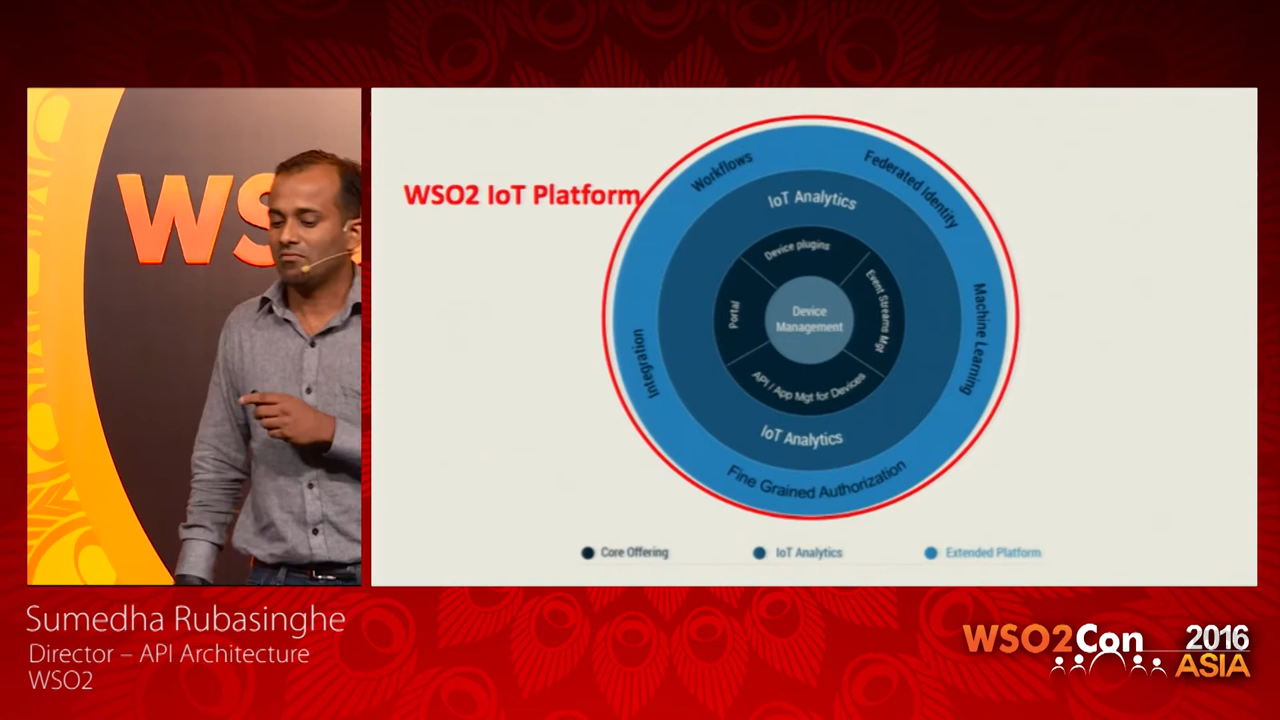 WS
WSO2 IoT Platform
Workflows
Federated Identity
IoT Analytics
Device plugins
Event Streams Mgt
Portal
Device
Management
Machine Learning
Integration
API / App Mgt for Devices
IoT Analytics
Fine Grained Authorization
Core Offering
IoT Analytics
Extended Platform
Sumedha Rubasinghe
Director – API Architecture
WSO2
WSO2Con 2016
ASIA